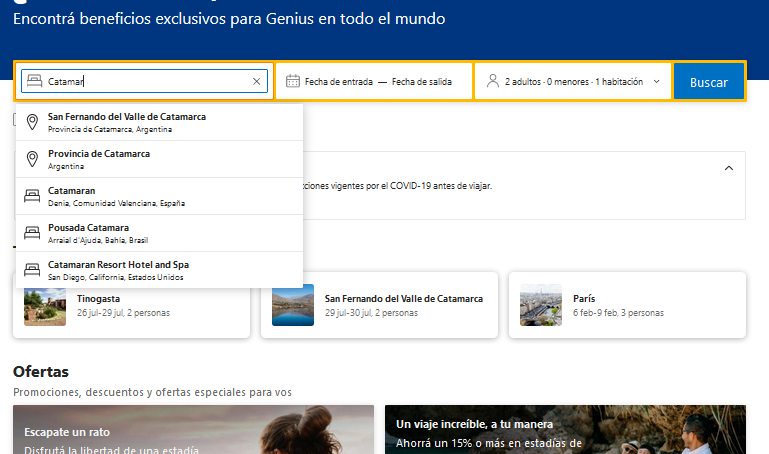 Encontrá beneficios exclusivos para Genius en todo el mundo
Catamar
Fecha de entrada — Fecha de salida
2 adultos · 0 menores · 1 habitación
Buscar
San Fernando del Valle de Catamarca
Provincia de Catamarca, Argentina
Provincia de Catamarca
Argentina
Catamaran
Denia, Comunidad Valenciana, España
Pousada Catamara
Arraial d'Ajuda, Bahía, Brasil
Catamaran Resort Hotel and Spa
San Diego, California, Estados Unidos
ciones vigentes por el COVID-19 antes de viajar.
Tinogasta
26 jul-29 jul, 2 personas
San Fernando del Valle de Catamarca
29 jul-30 jul, 2 personas
París
6 feb-9 feb, 3 personas
Ofertas
Promociones, descuentos y ofertas especiales para vos
Escapate un rato
Disfrutá la libertad de una estadía
Un viaje increíble, a tu manera
Ahorrá un 15% o más en estadías de